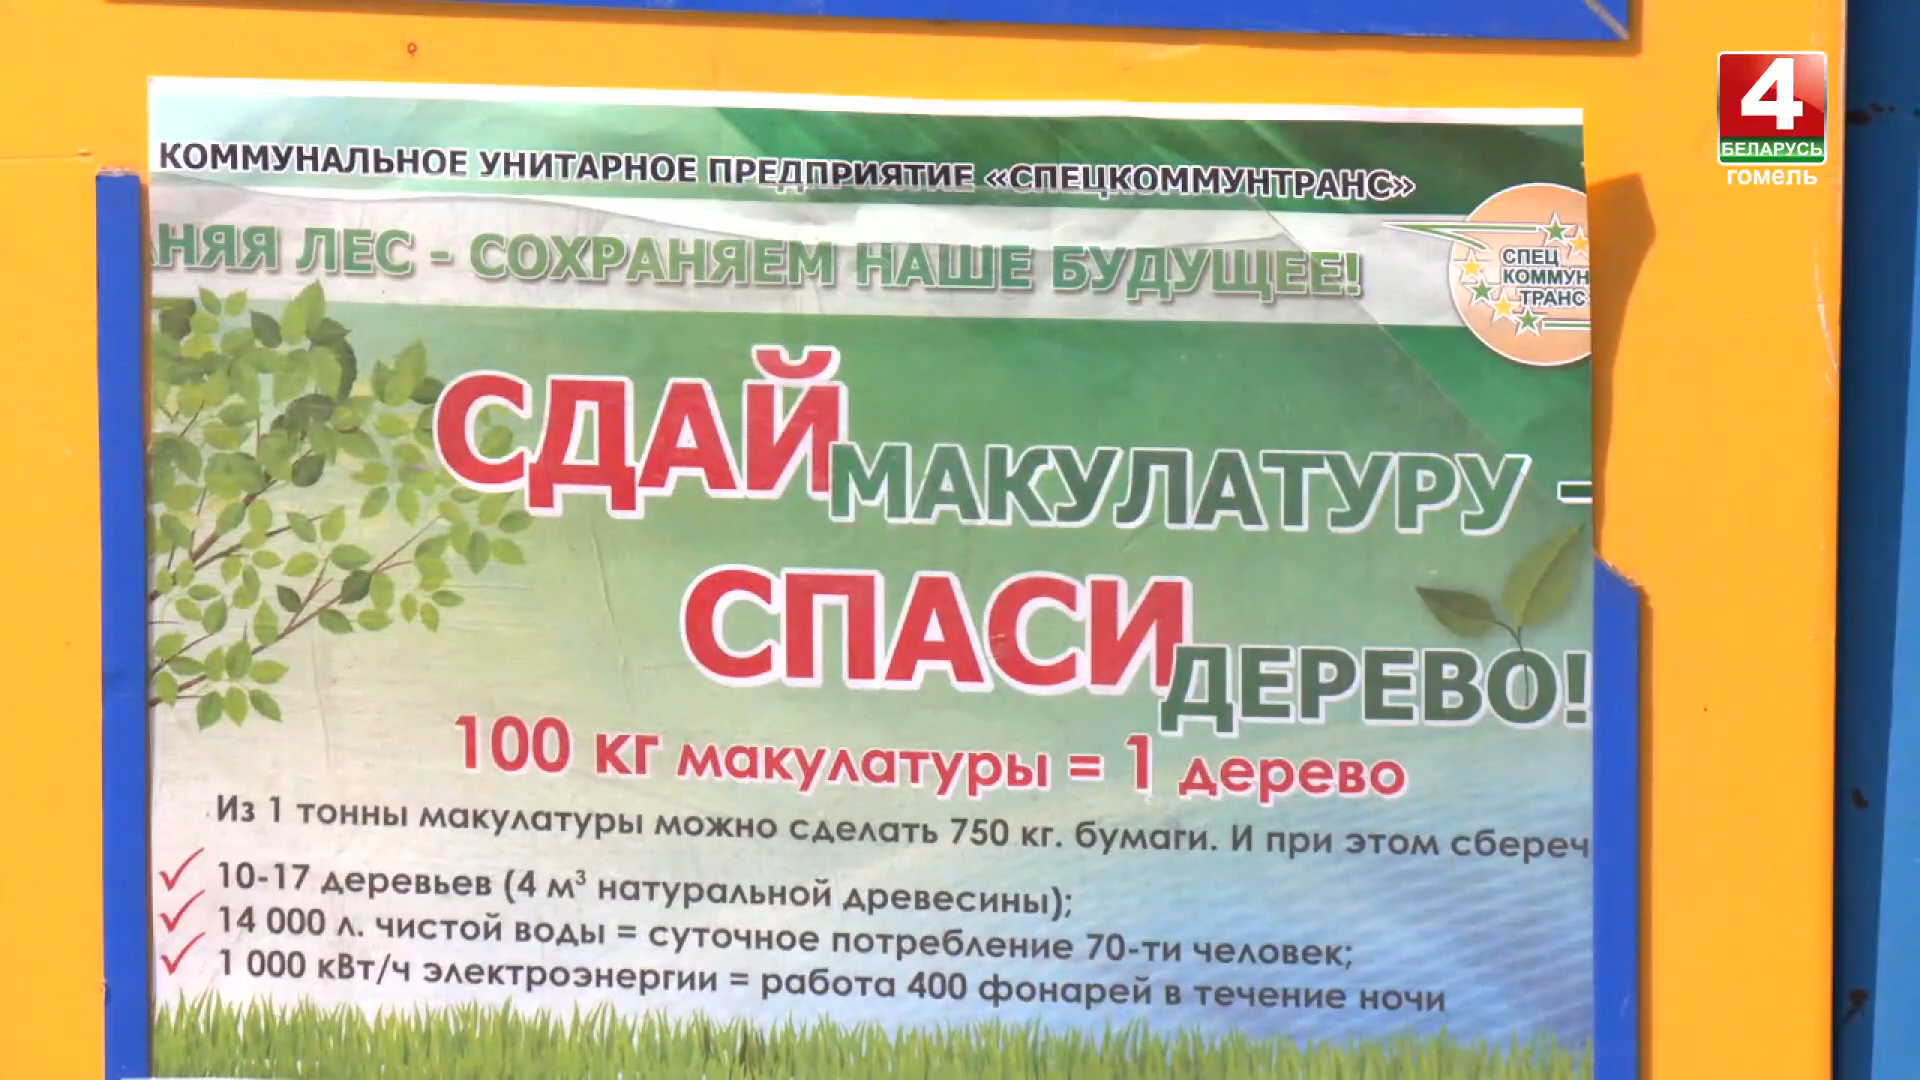 4
БЕЛАРУСЬ
гомель
КОММУНАЛЬНОЕ УНИТАРНОЕ ПРЕДПРИЯТИЕ «СПЕЦКОММУНТРАНС»
НЯЯ ЛЕС - СОХРАНЯЕМ НАШЕ БУДУЩЕЕ!
СПЕЦ
КОММУН
ТРАНС
СДАЙ МАКУЛАТУРУ -
СПАСИ ДЕРЕВО!
100 кг макулатуры = 1 дерево
Из 1 тонны макулатуры можно сделать 750 кг. бумаги. И при этом сбереч
10-17 деревьев (4 м³ натуральной древесины);
14 000 л. чистой воды = суточное потребление 70-ти человек;
1 000 кВт/ч электроэнергии = работа 400 фонарей в течение ночи